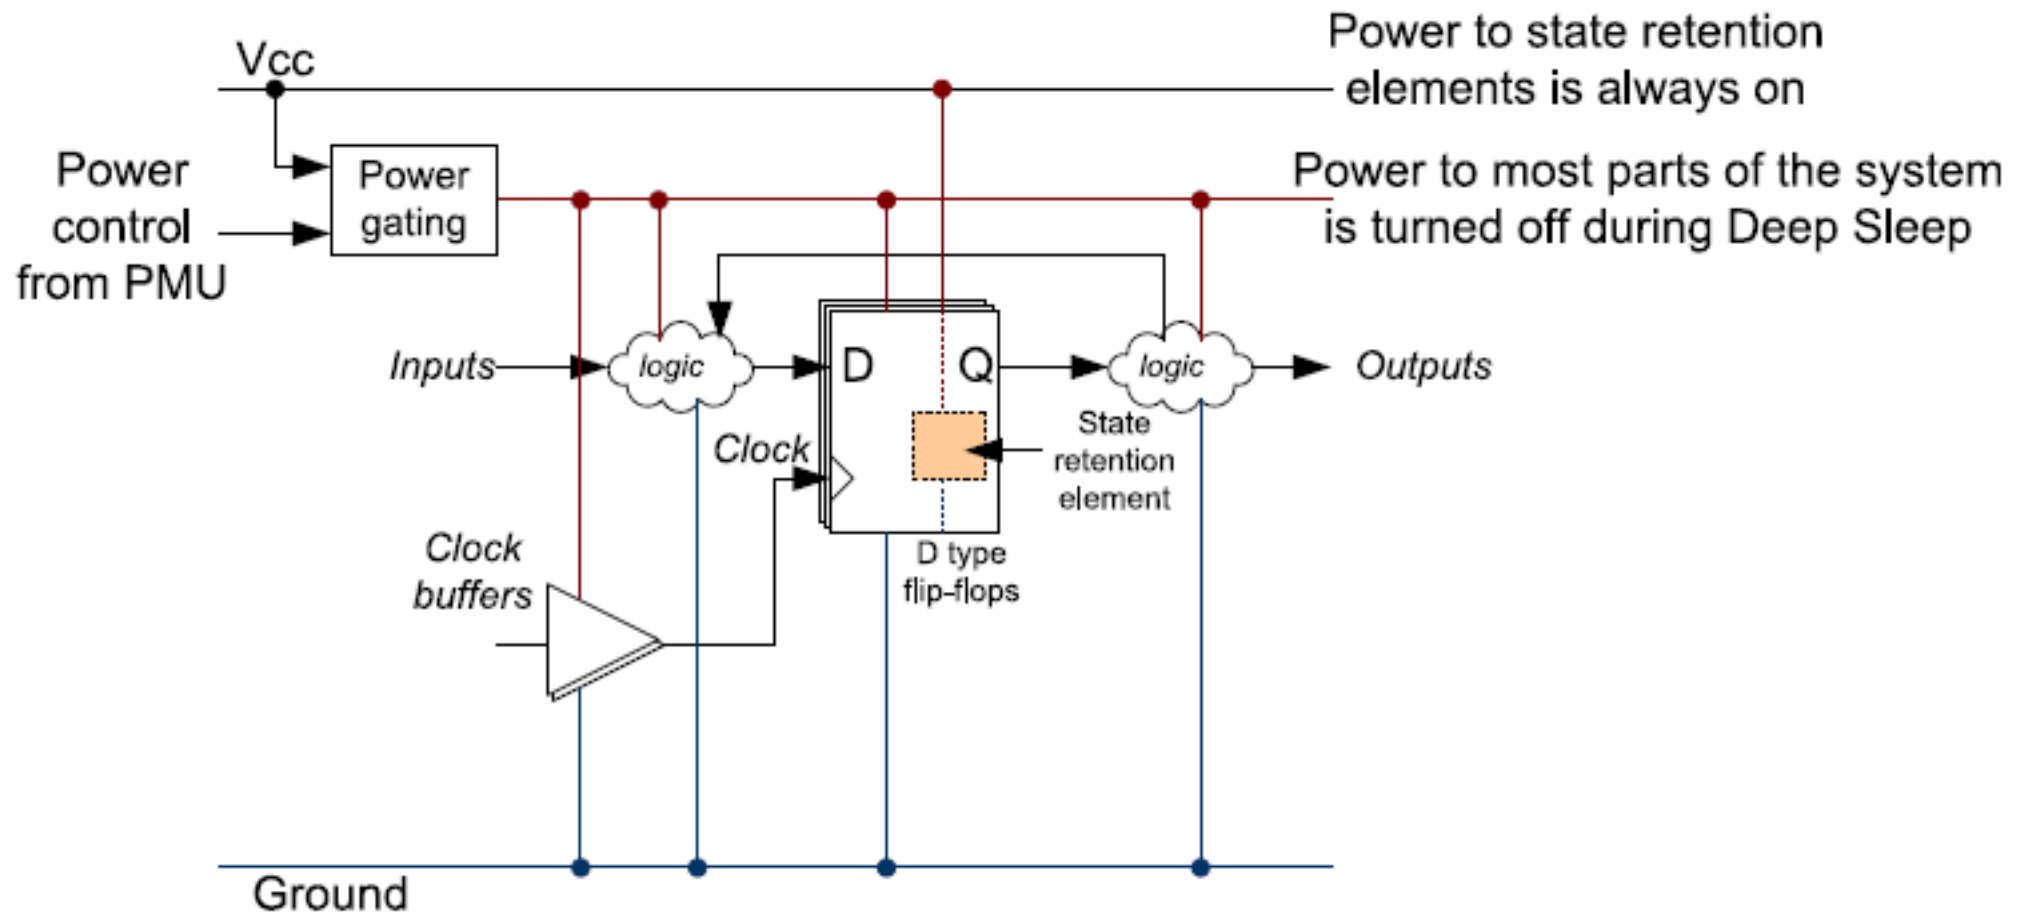 Vcc
Power to state retention
elements is always on
Power
control
from PMU
Power
gating
Power to most parts of the system
is turned off during Deep Sleep
Inputs
logic
D
Q
logic
Outputs
Clock
State
retention
element
Clock
buffers
D type
flip-flops
Ground